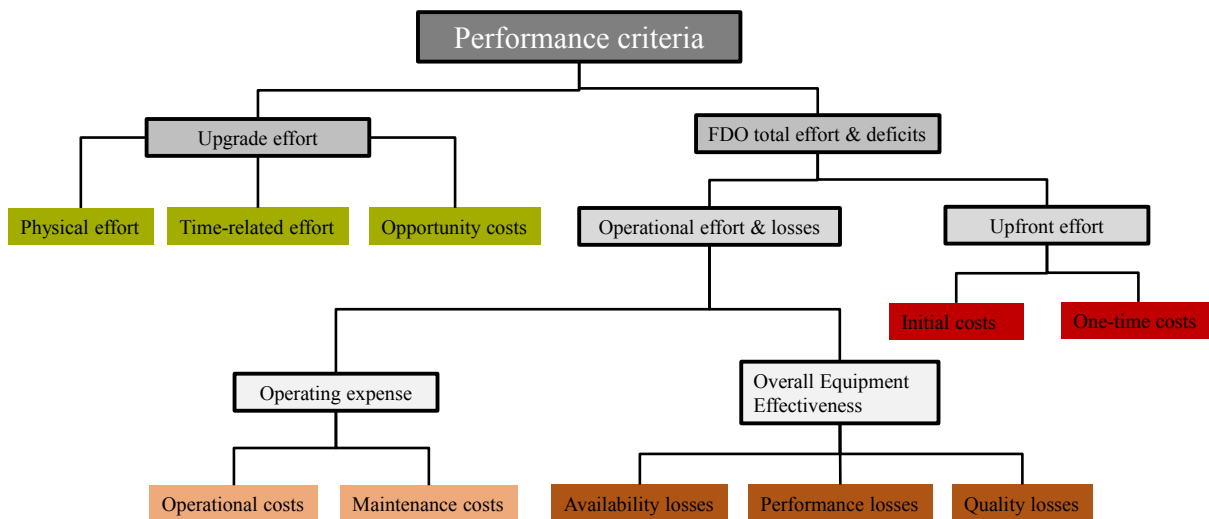 Performance criteria
Upgrade effort
FDO total effort & deficits
Physical effort
Time-related effort
Opportunity costs
Operational effort & losses
Upfront effort
Initial costs
One-time costs
Operating expense
Overall Equipment
Effectiveness
Operational costs
Maintenance costs
Availability losses
Performance losses
Quality losses